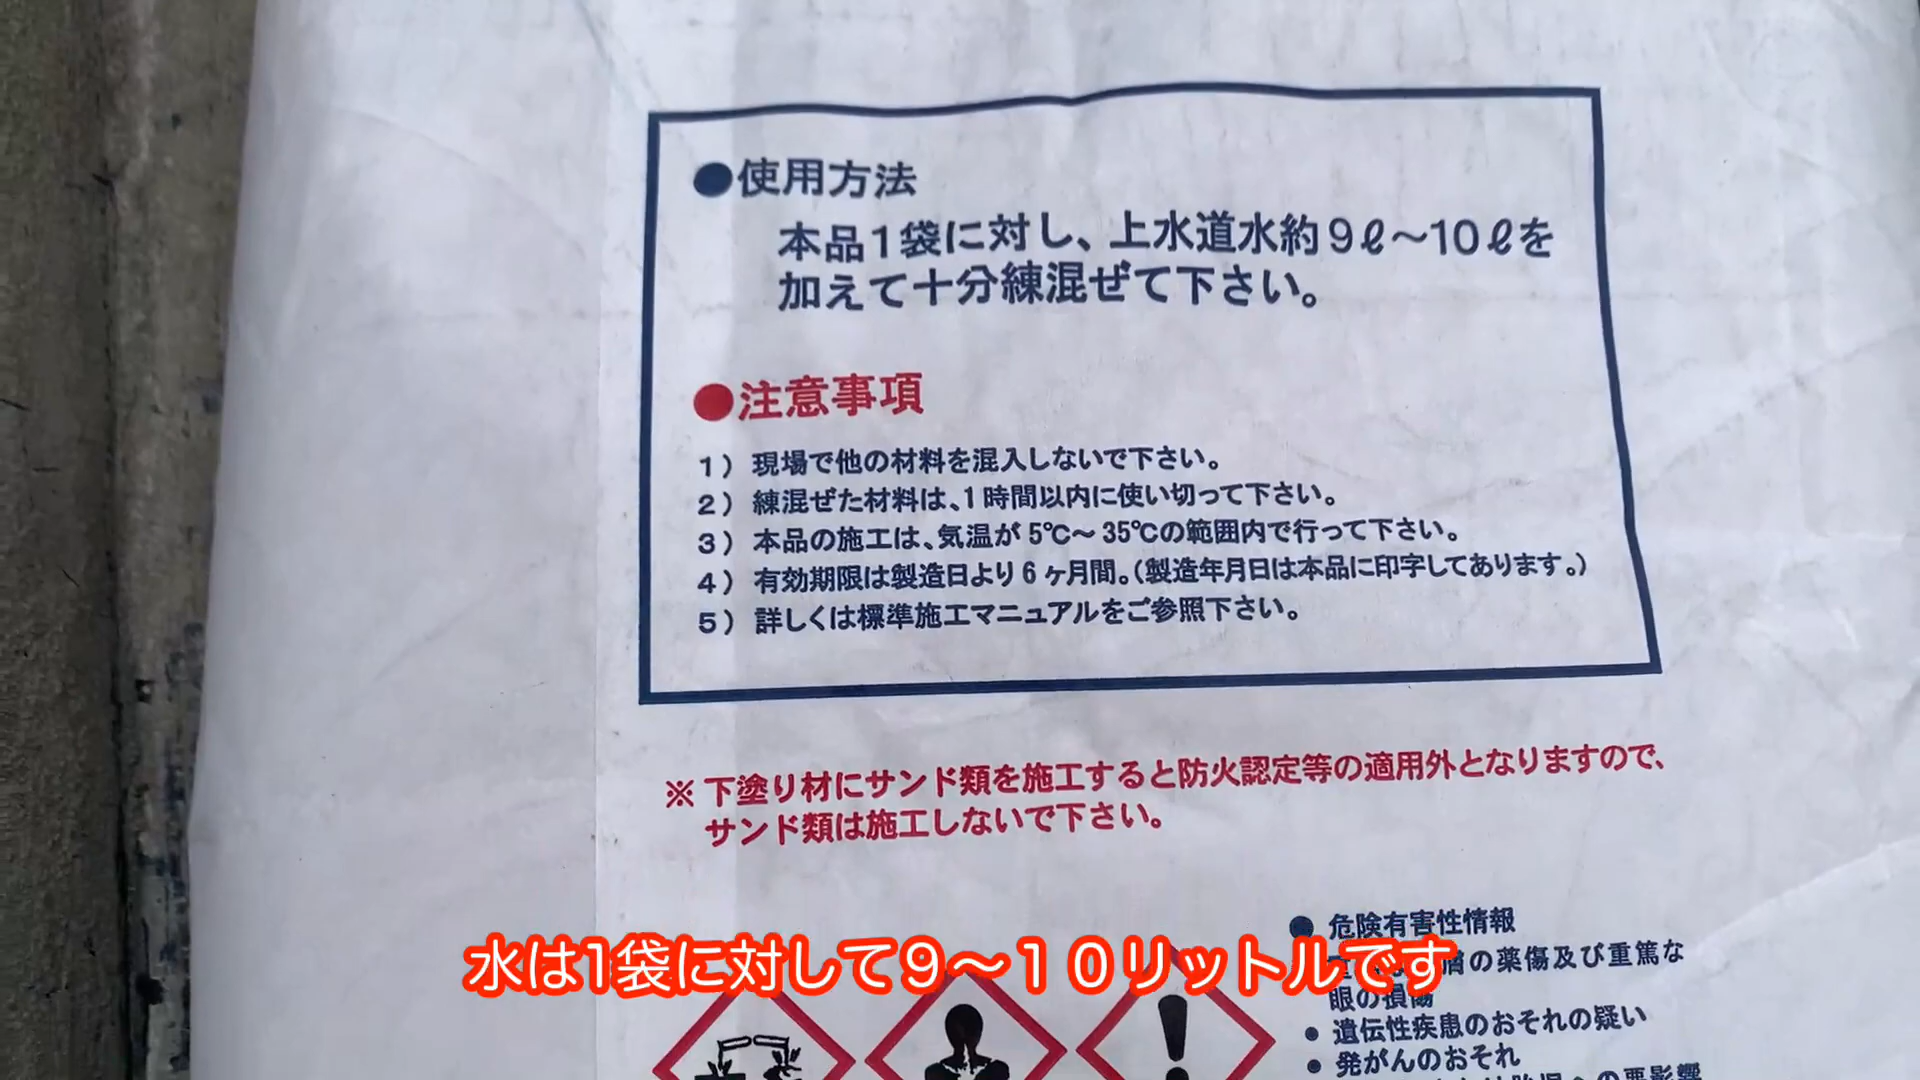 ●使用方法
本品1袋に対し、上水道水約9ℓ〜10ℓを
加えて十分練混ぜて下さい。
●注意事項
1）現場で他の材料を混入しないで下さい。
2）練混ぜた材料は、1時間以内に使い切って下さい。
3）本品の施工は、気温が5℃〜35℃の範囲内で行って下さい。
4）有効期限は製造日より6ヶ月間。（製造年月日は本品に印字してあります。）
5）詳しくは標準施工マニュアルをご参照下さい。
※下塗り材にサンド類を施工すると防火認定等の適用外となりますので、
サンド類は施工しないで下さい。
●危険有害性情報
の薬傷及び重篤な
眼の損傷
●遺伝性疾患のおそれの疑い
●発がんのおそれ
への悪影響
水は1袋に対して９〜１０リットルです